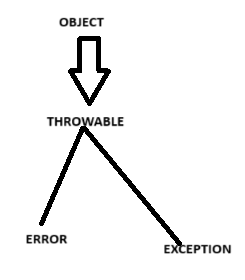 OBJECT
THROWABLE
ERROR
EXCEPTION